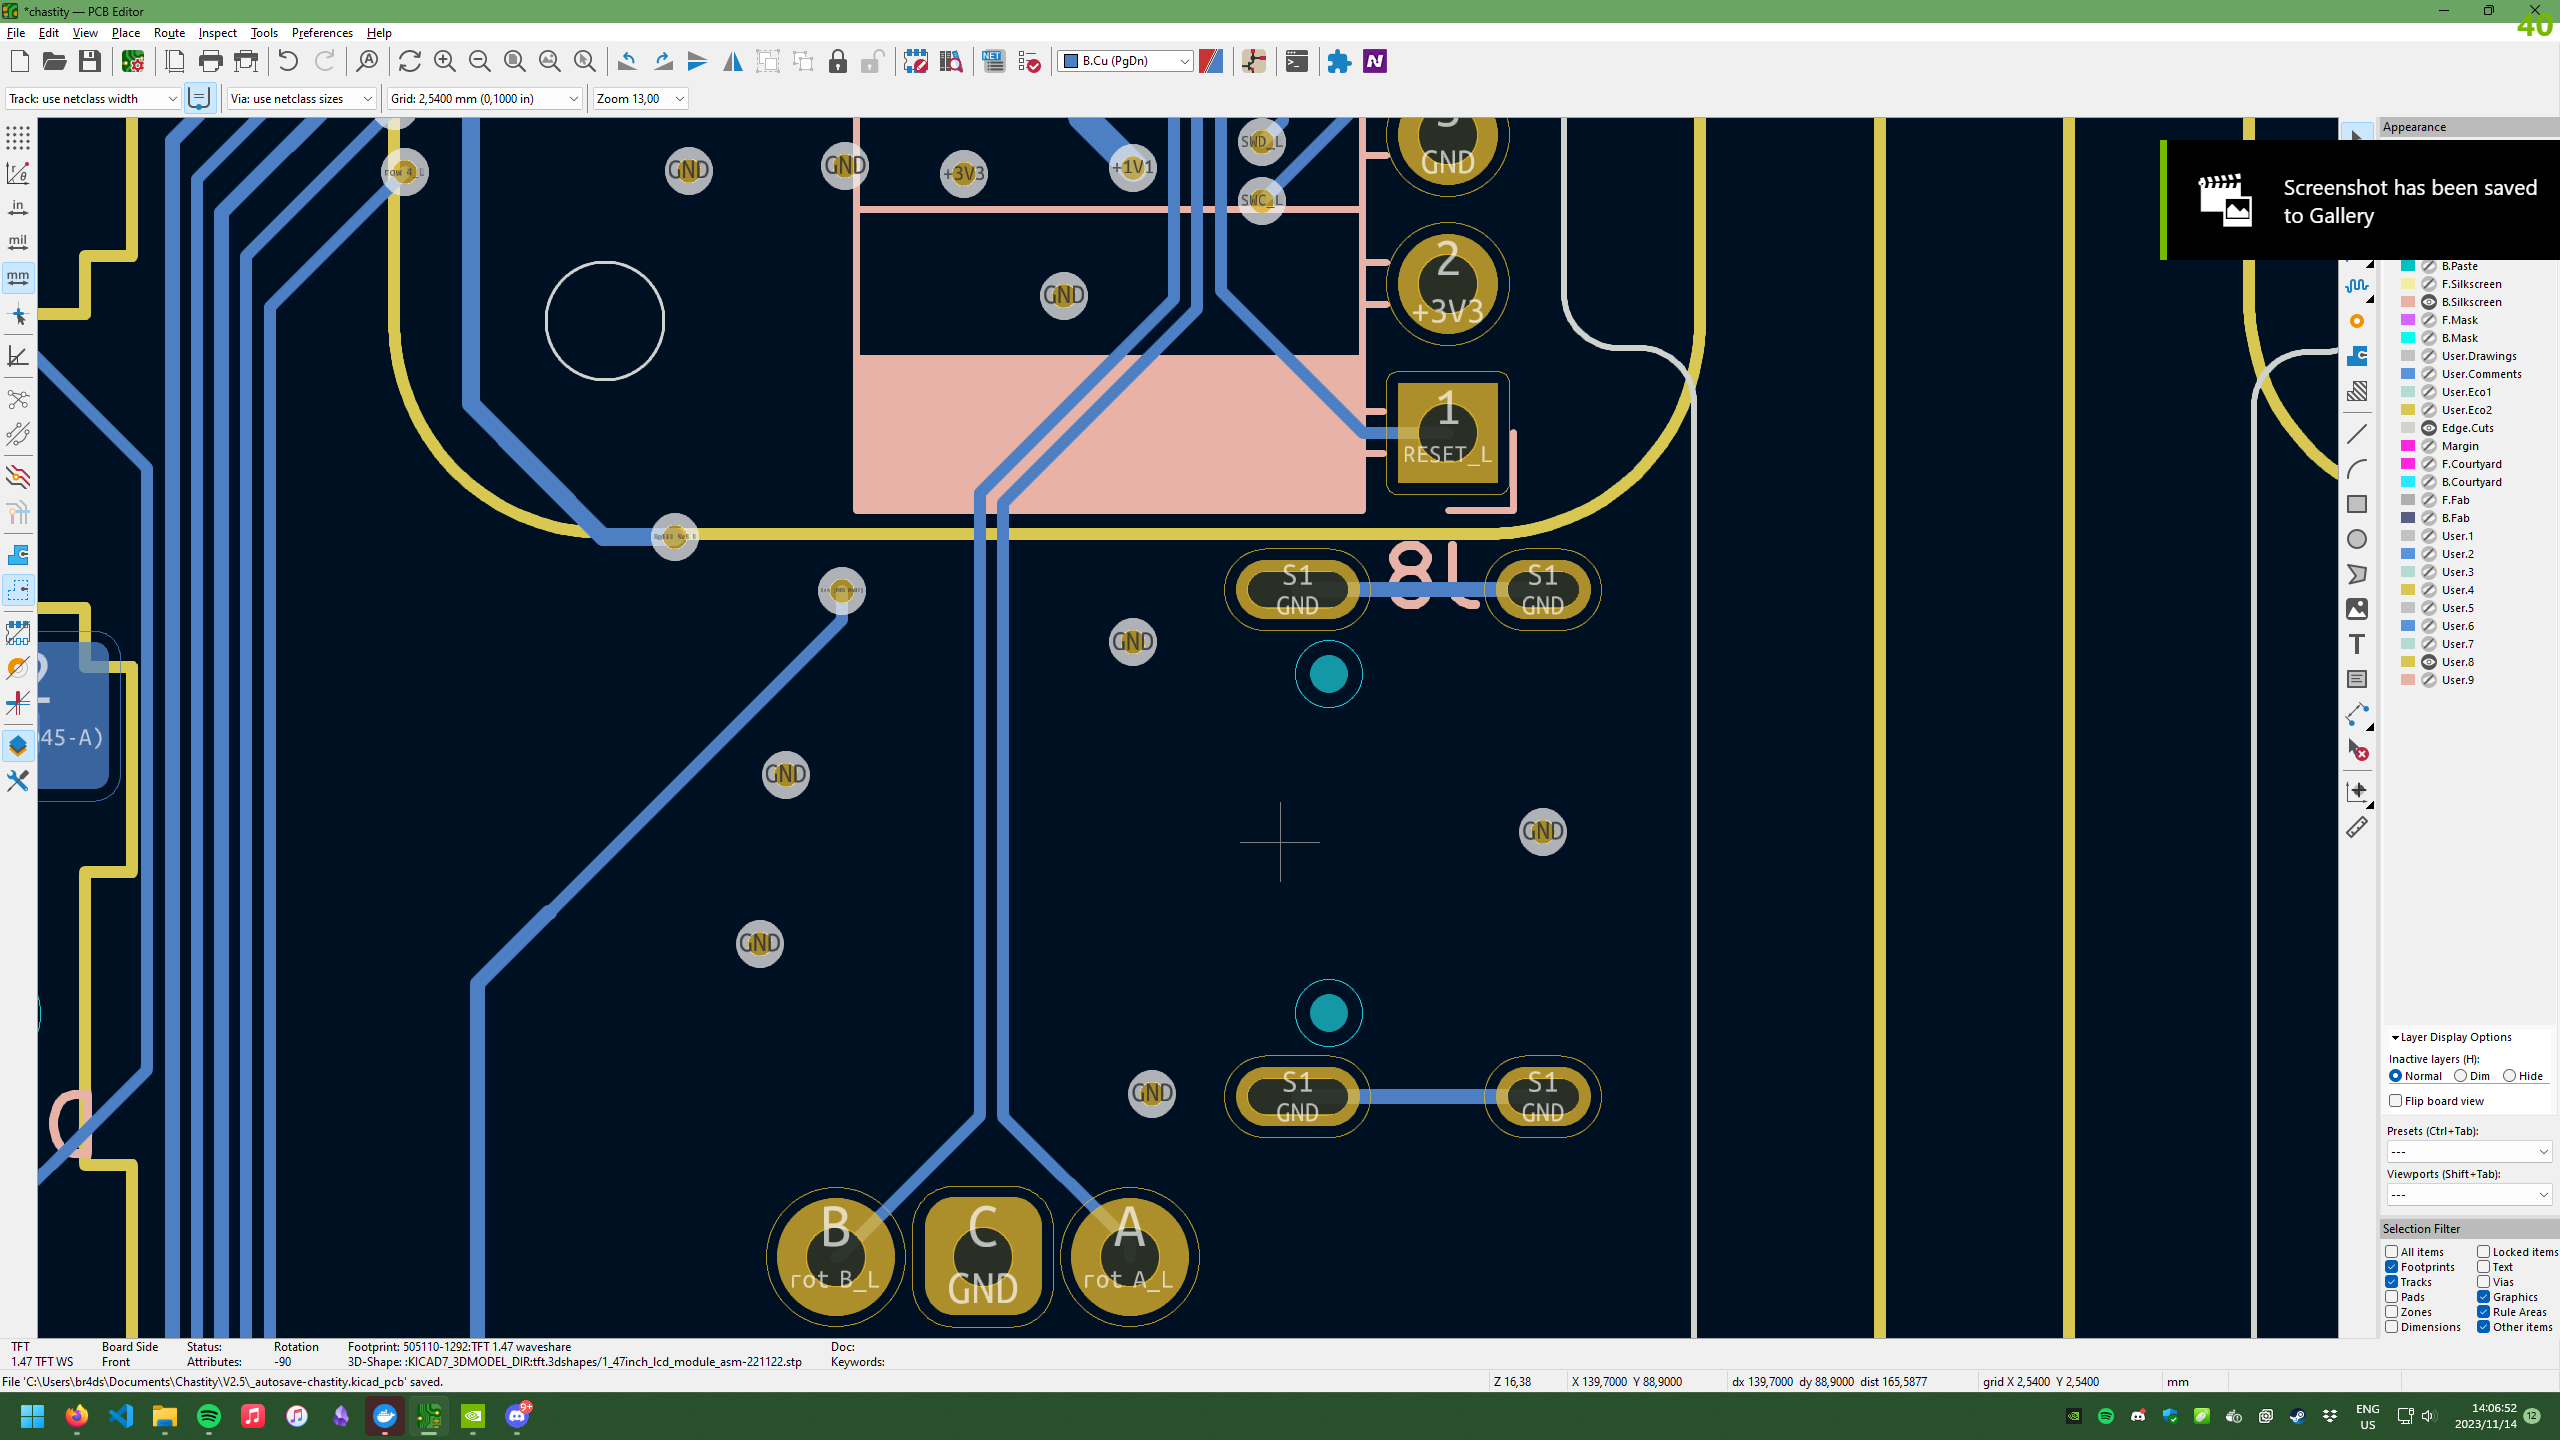 *chastity — PCB Editor
40
File Edit View Place Route Inspect Tools Preferences Help
B.Cu (PgDn)
Track: use netclass width
Via: use netclass sizes
Grid: 2,5400 mm (0,1000 in)
Zoom 13,00
Appearance
Screenshot has been saved
to Gallery
in
mil
mm
B.Paste
F.Silkscreen
B.Silkscreen
F.Mask
B.Mask
User.Drawings
User.Comments
User.Eco1
User.Eco2
Edge.Cuts
Margin
F.Courtyard
B.Courtyard
F.Fab
B.Fab
User.1
User.2
User.3
User.4
User.5
User.6
User.7
User.8
User.9
Layer Display Options
Inactive layers (H):
Normal Dim Hide
Flip board view
Presets (Ctrl+Tab):
---
Viewports (Shift+Tab):
---
Selection Filter
All items Locked items
Footprints Text
Tracks Vias
Pads Graphics
Zones Rule Areas
Dimensions Other items
row 4_L
GND
GND
+3V3
+1V1
SWD_L
SWC_L
GND
GND
2
+3V3
1
RESET_L
S1
GND
S1
GND
GND
45-A)
GND
GND
GND
GND
S1
GND
S1
GND
B
rot B_L
C
GND
A
rot A_L
TFT
1.47 TFT WS
Board Side
Front
Status:
Attributes:
Rotation
-90
Footprint: 505110-1292:TFT 1.47 waveshare
3D-Shape: :KICAD7_3DMODEL_DIR:tft.3dshapes/1_47inch_lcd_module_asm-221122.stp
Doc:
Keywords:
File 'C:\Users\br4ds\Documents\Chastity\V2.5\_autosave-chastity.kicad_pcb' saved.
Z 16,38
X 139,7000 Y 88,9000
dx 139,7000 dy 88,9000 dist 165,5877
grid X 2,5400 Y 2,5400
mm
9+
ENG
US
14:06:52
2023/11/14
12